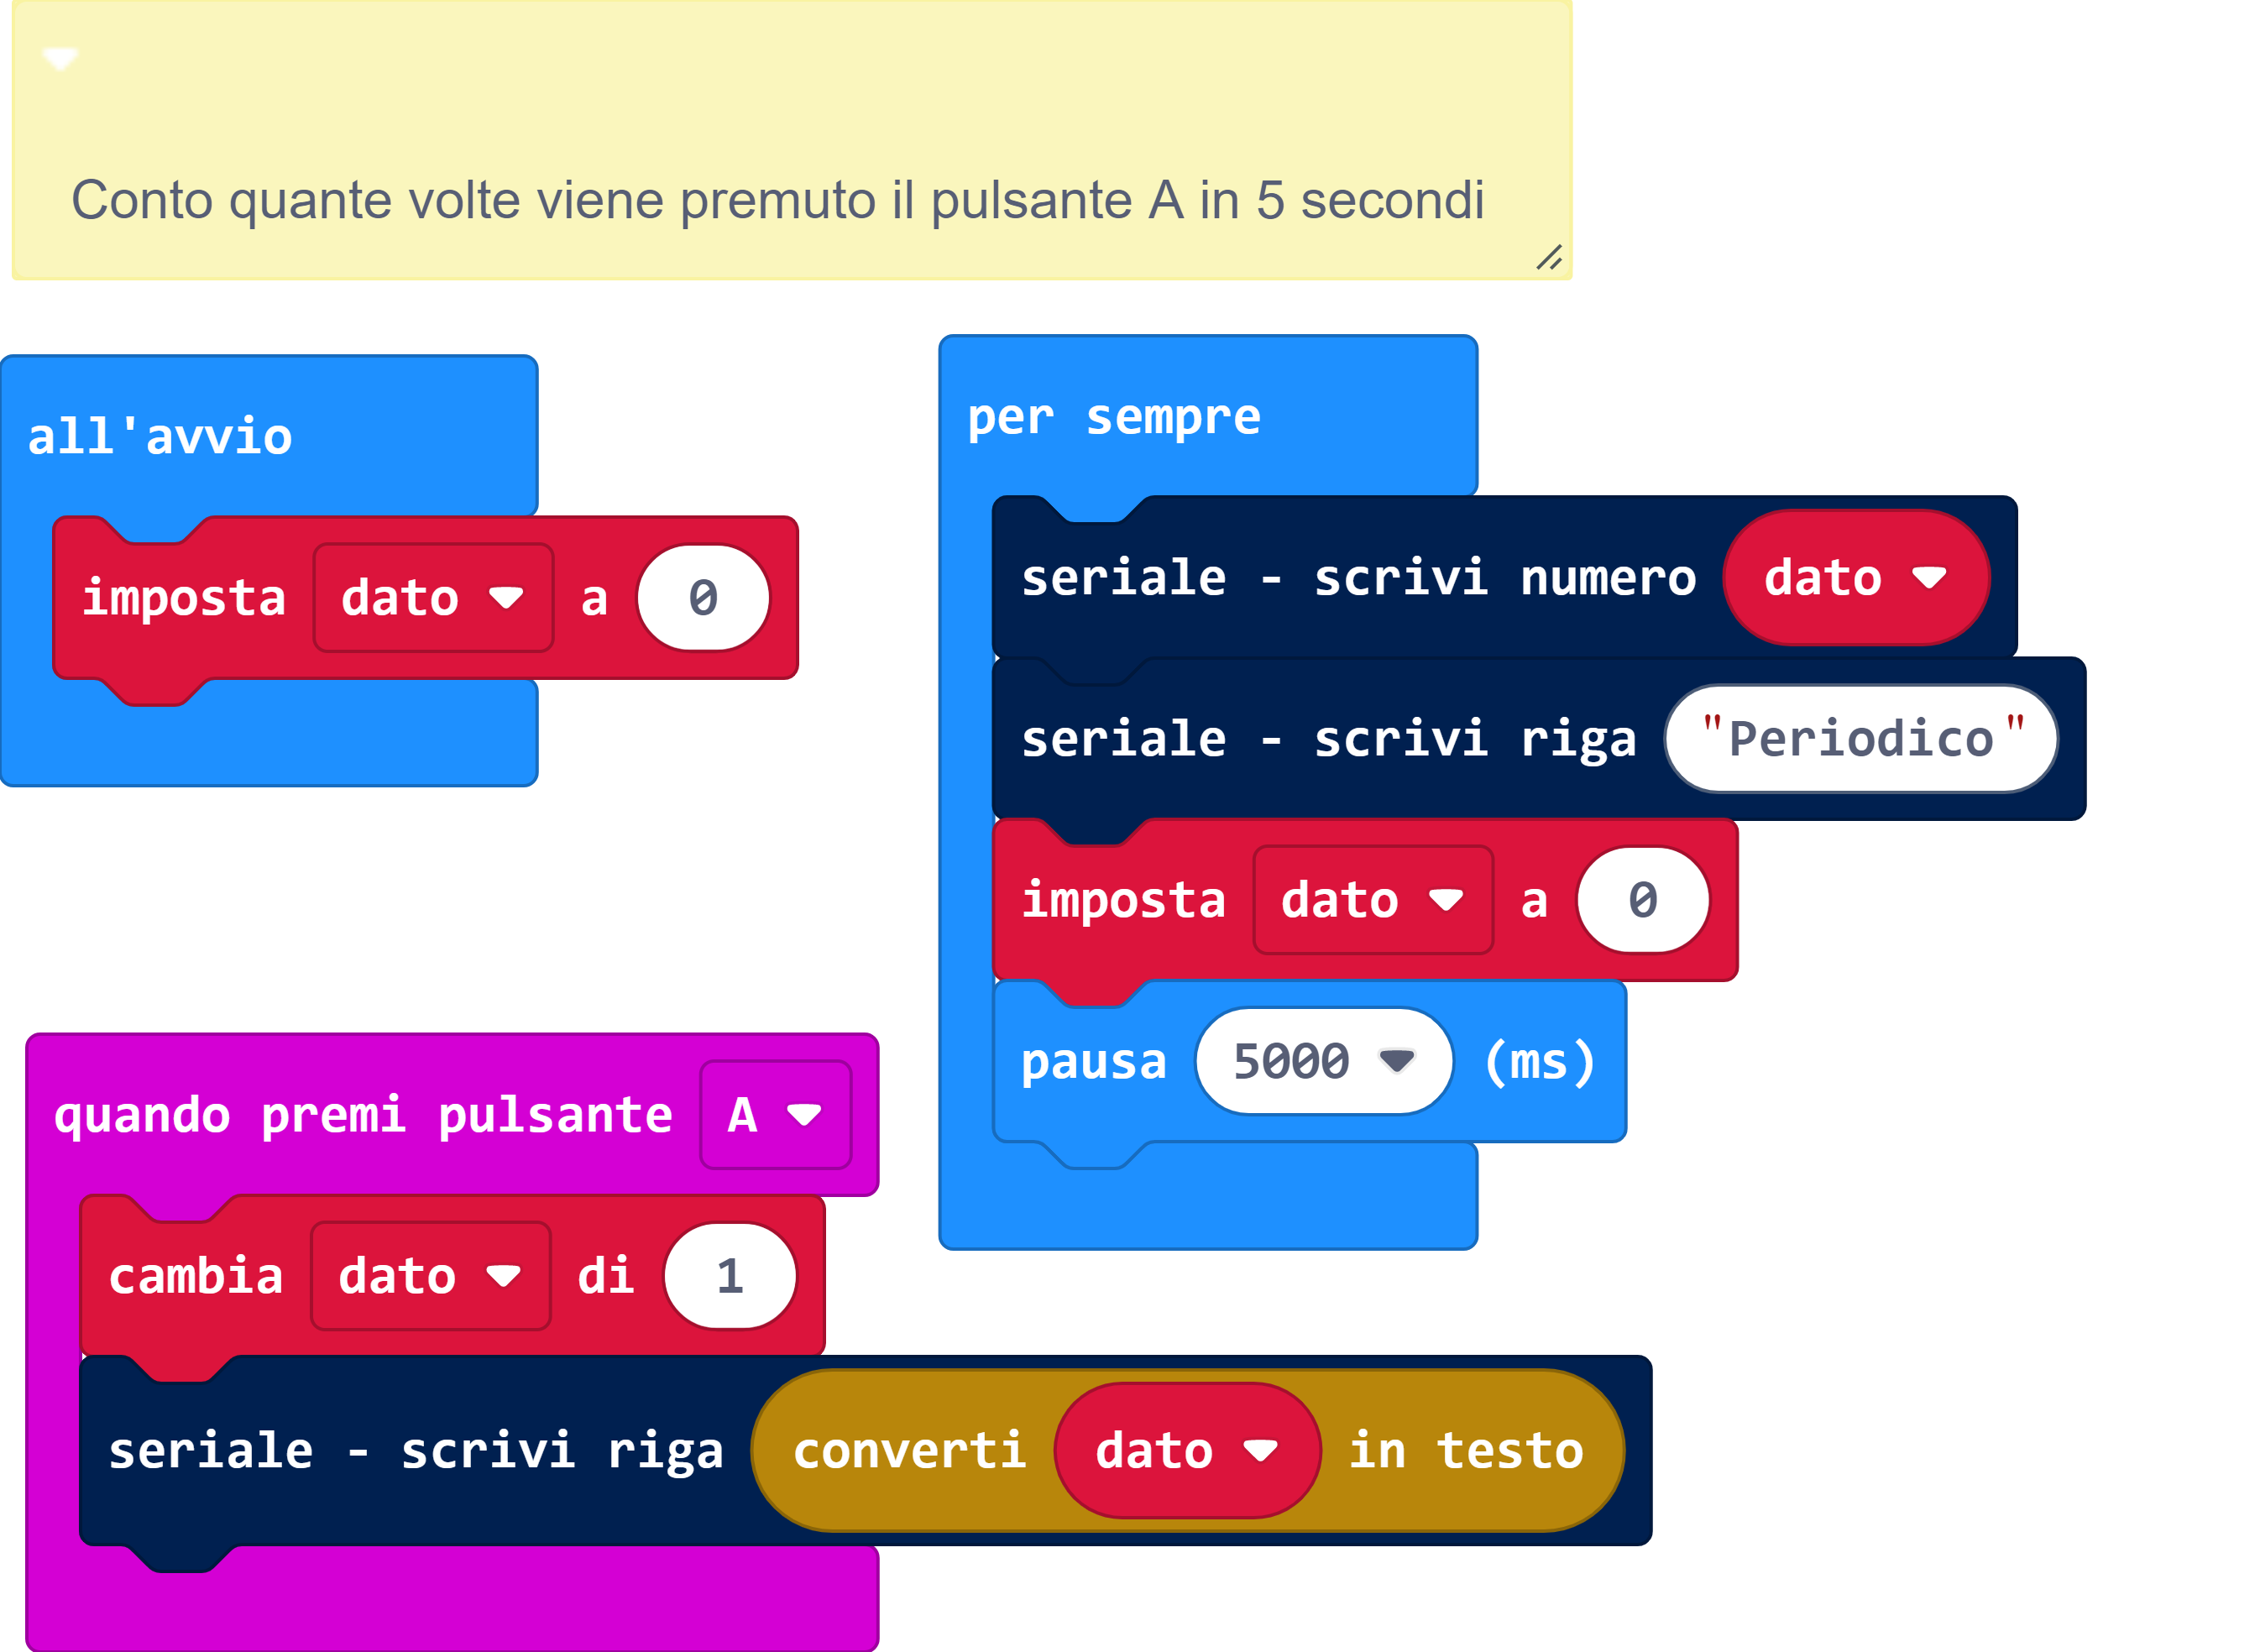 Conto quante volte viene premuto il pulsante A in 5 secondi
all'avvio
imposta dato a 0
per sempre
seriale - scrivi numero dato
seriale - scrivi riga "Periodico"
imposta dato a 0
pausa 5000 (ms)
quando premi pulsante A
cambia dato di 1
seriale - scrivi riga converti dato in testo